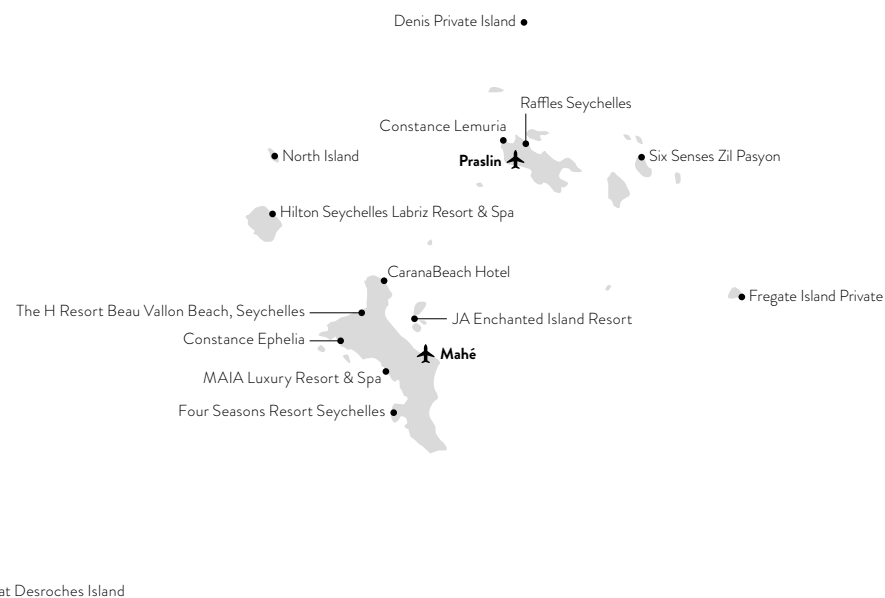 Denis Private Island
Raffles Seychelles
Constance Lemuria
North Island
Praslin
Six Senses Zil Pasyon
Hilton Seychelles Labriz Resort & Spa
CaranaBeach Hotel
Fregate Island Private
The H Resort Beau Vallon Beach, Seychelles
JA Enchanted Island Resort
Constance Ephelia
Mahé
MAIA Luxury Resort & Spa
Four Seasons Resort Seychelles
at Desroches Island